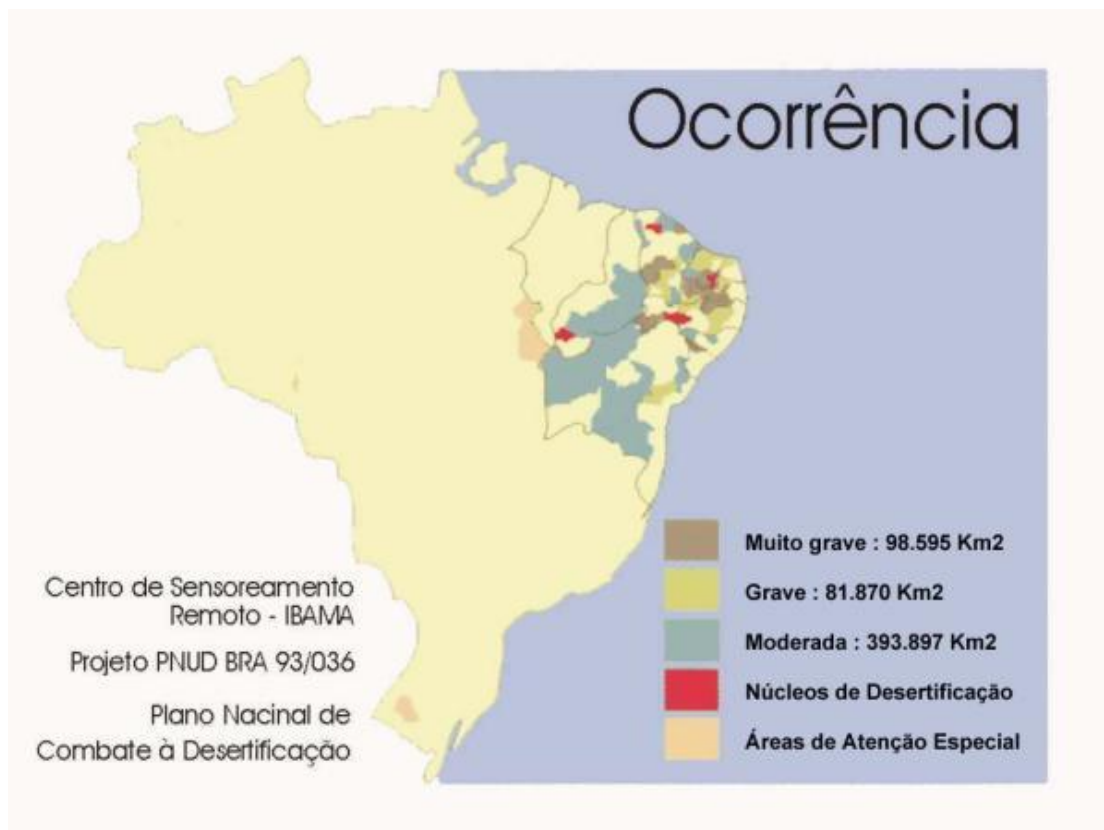 Ocorrência
Muito grave : 98.595 Km2
Grave : 81.870 Km2
Moderada : 393.897 Km2
Núcleos de Desertificação
Áreas de Atenção Especial
Centro de Sensoreamento
Remoto - IBAMA
Projeto PNUD BRA 93/036
Plano Nacinal de
Combate à Desertificação